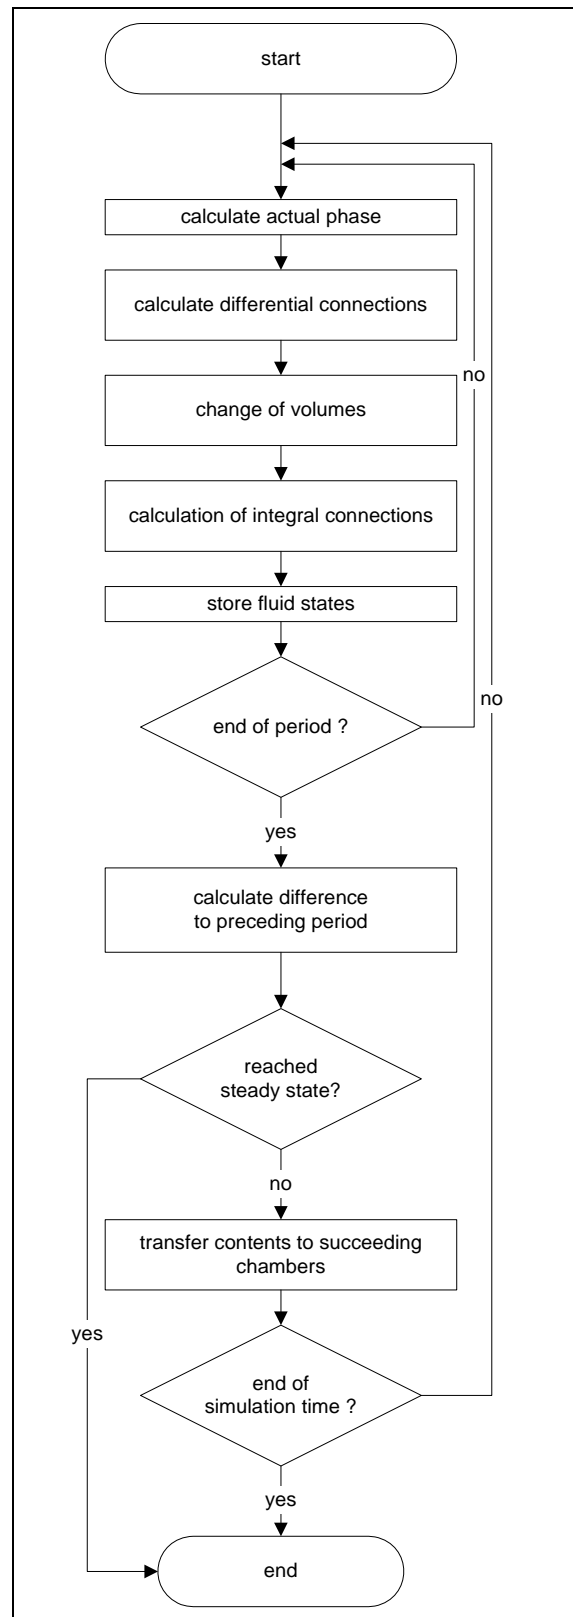 start
calculate actual phase
calculate differential connections
no
change of volumes
calculation of integral connections
store fluid states
no
end of period ?
yes
calculate difference
to preceding period
reached
steady state?
no
transfer contents to succeeding
chambers
yes
end of
simulation time ?
yes
end